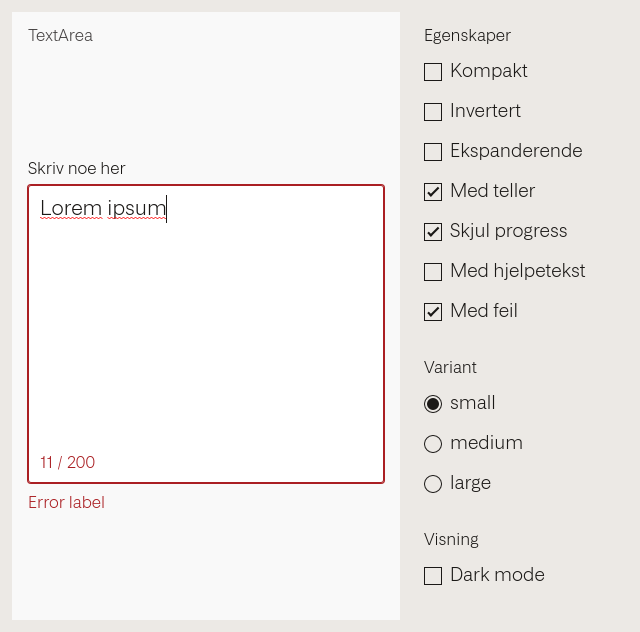 TextArea
Skriv noe her
Lorem ipsum
11 / 200
Error label
Egenskaper
Kompakt
Invertert
Ekspanderende
Med teller
Skjul progress
Med hjelpetekst
Med feil
Variant
small
medium
large
Visning
Dark mode